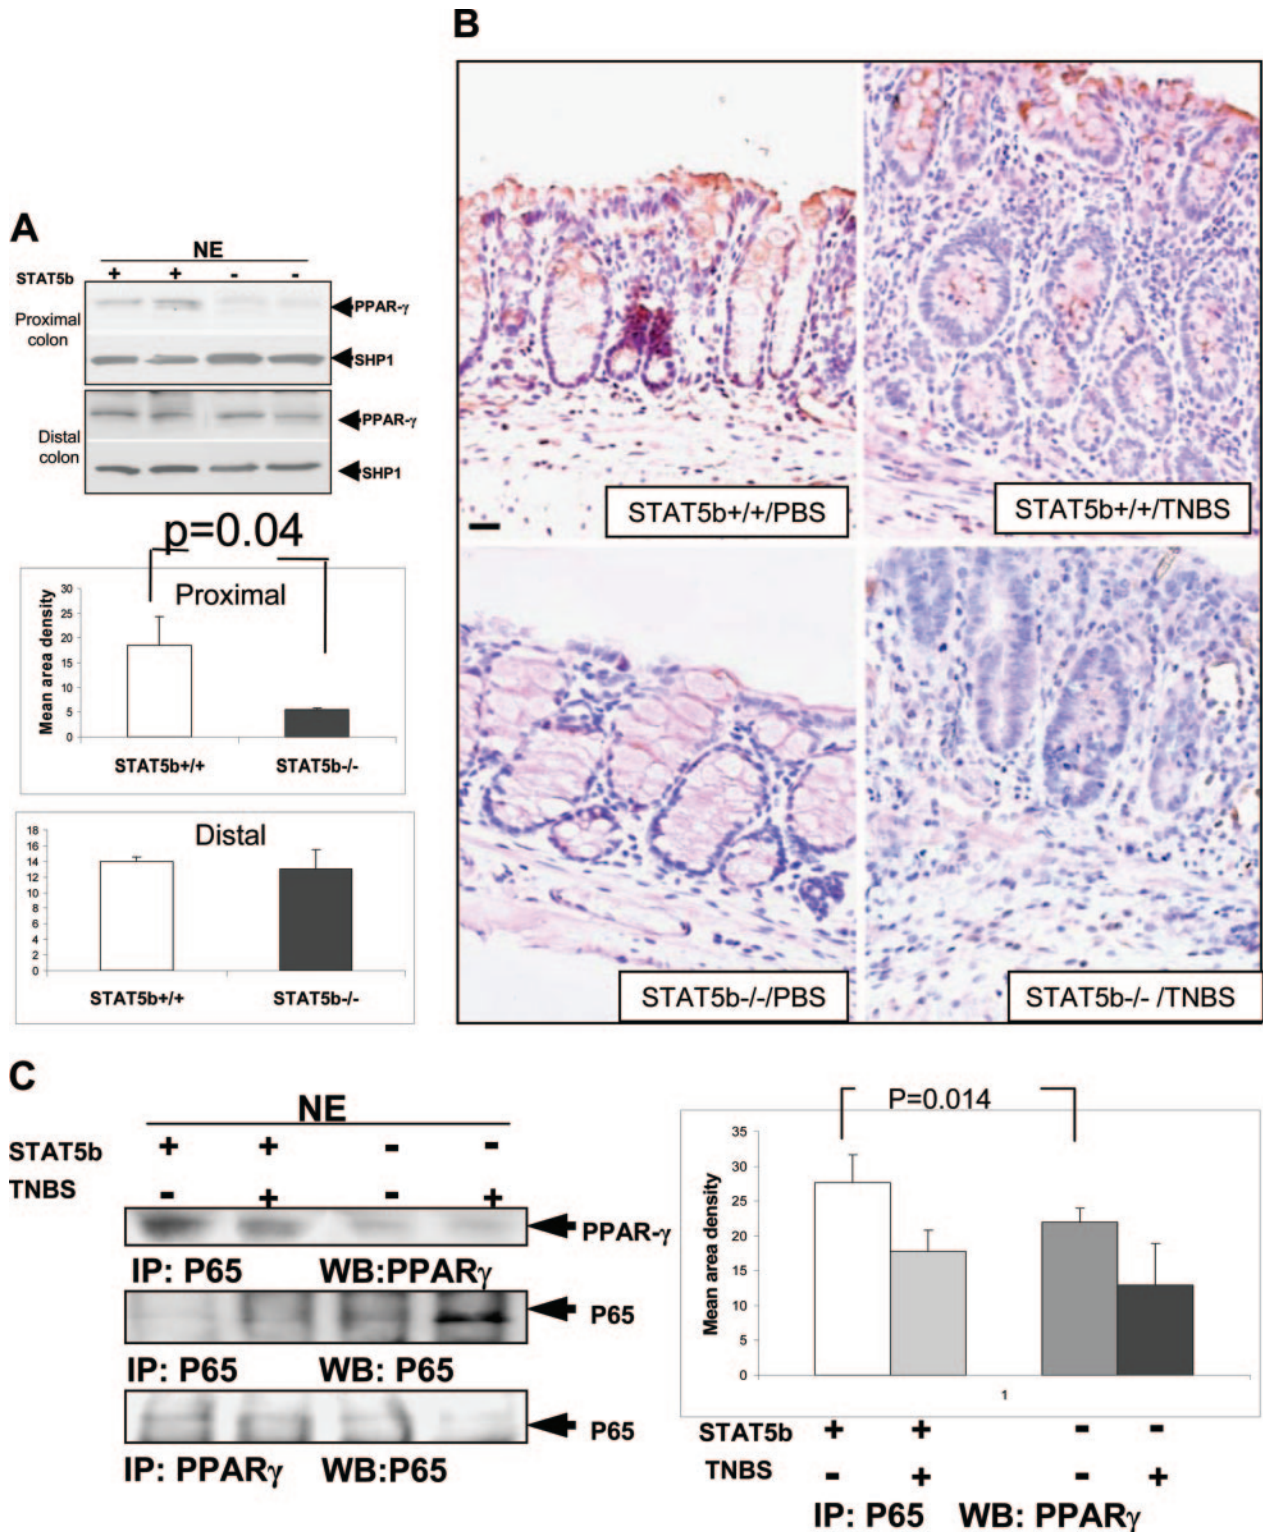 A
NE
STAT5b + + - -
Proximal
colon
PPAR-γ
SHP1
Distal
colon
PPAR-γ
SHP1
p=0.04
Proximal
Mean area density
30
25
20
15
10
5
0
STAT5b+/+ STAT5b-/-
Distal
18
16
14
12
10
8
6
4
2
0
STAT5b+/+ STAT5b-/-
B
STAT5b+/+/PBS
STAT5b+/+/TNBS
STAT5b-/-/PBS
STAT5b-/- /TNBS
C
NE
STAT5b + + - -
TNBS - + - +
PPAR-γ
IP: P65 WB:PPARγ
P65
IP: P65 WB: P65
P65
IP: PPARγ WB:P65
P=0.014
Mean area density
35
30
25
20
15
10
5
0
1
STAT5b + + - -
TNBS - + - +
IP: P65 WB: PPARγ